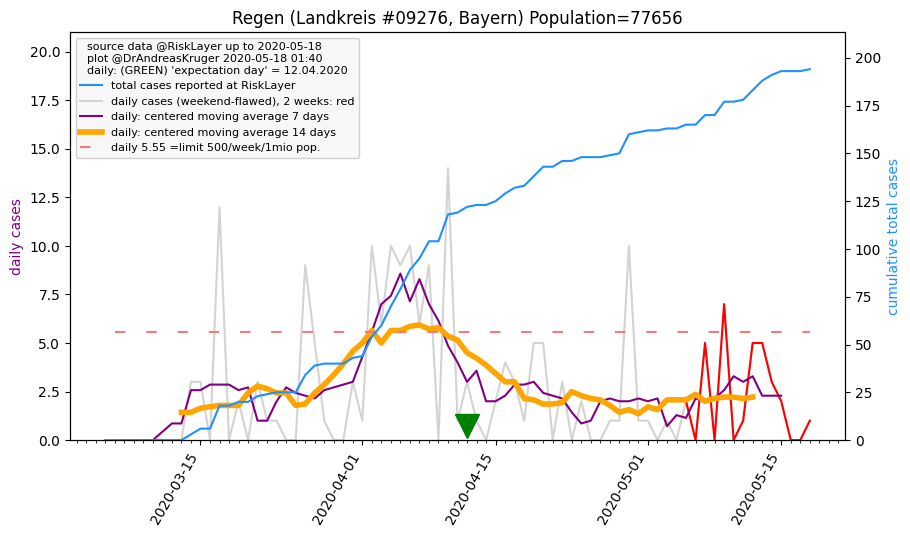 Regen (Landkreis #09276, Bayern) Population=77656
source data @RiskLayer up to 2020-05-18
plot @DrAndreasKruger 2020-05-18 01:40
daily: (GREEN) 'expectation day' = 12.04.2020
total cases reported at RiskLayer
daily cases (weekend-flawed), 2 weeks: red
daily: centered moving average 7 days
daily: centered moving average 14 days
daily 5.55 =limit 500/week/1mio pop.
daily cases
20.0
17.5
15.0
12.5
10.0
7.5
5.0
2.5
0.0
200
175
150
125
100
75
50
25
0
cumulative total cases
2020-03-15
2020-04-01
2020-04-15
2020-05-01
2020-05-15